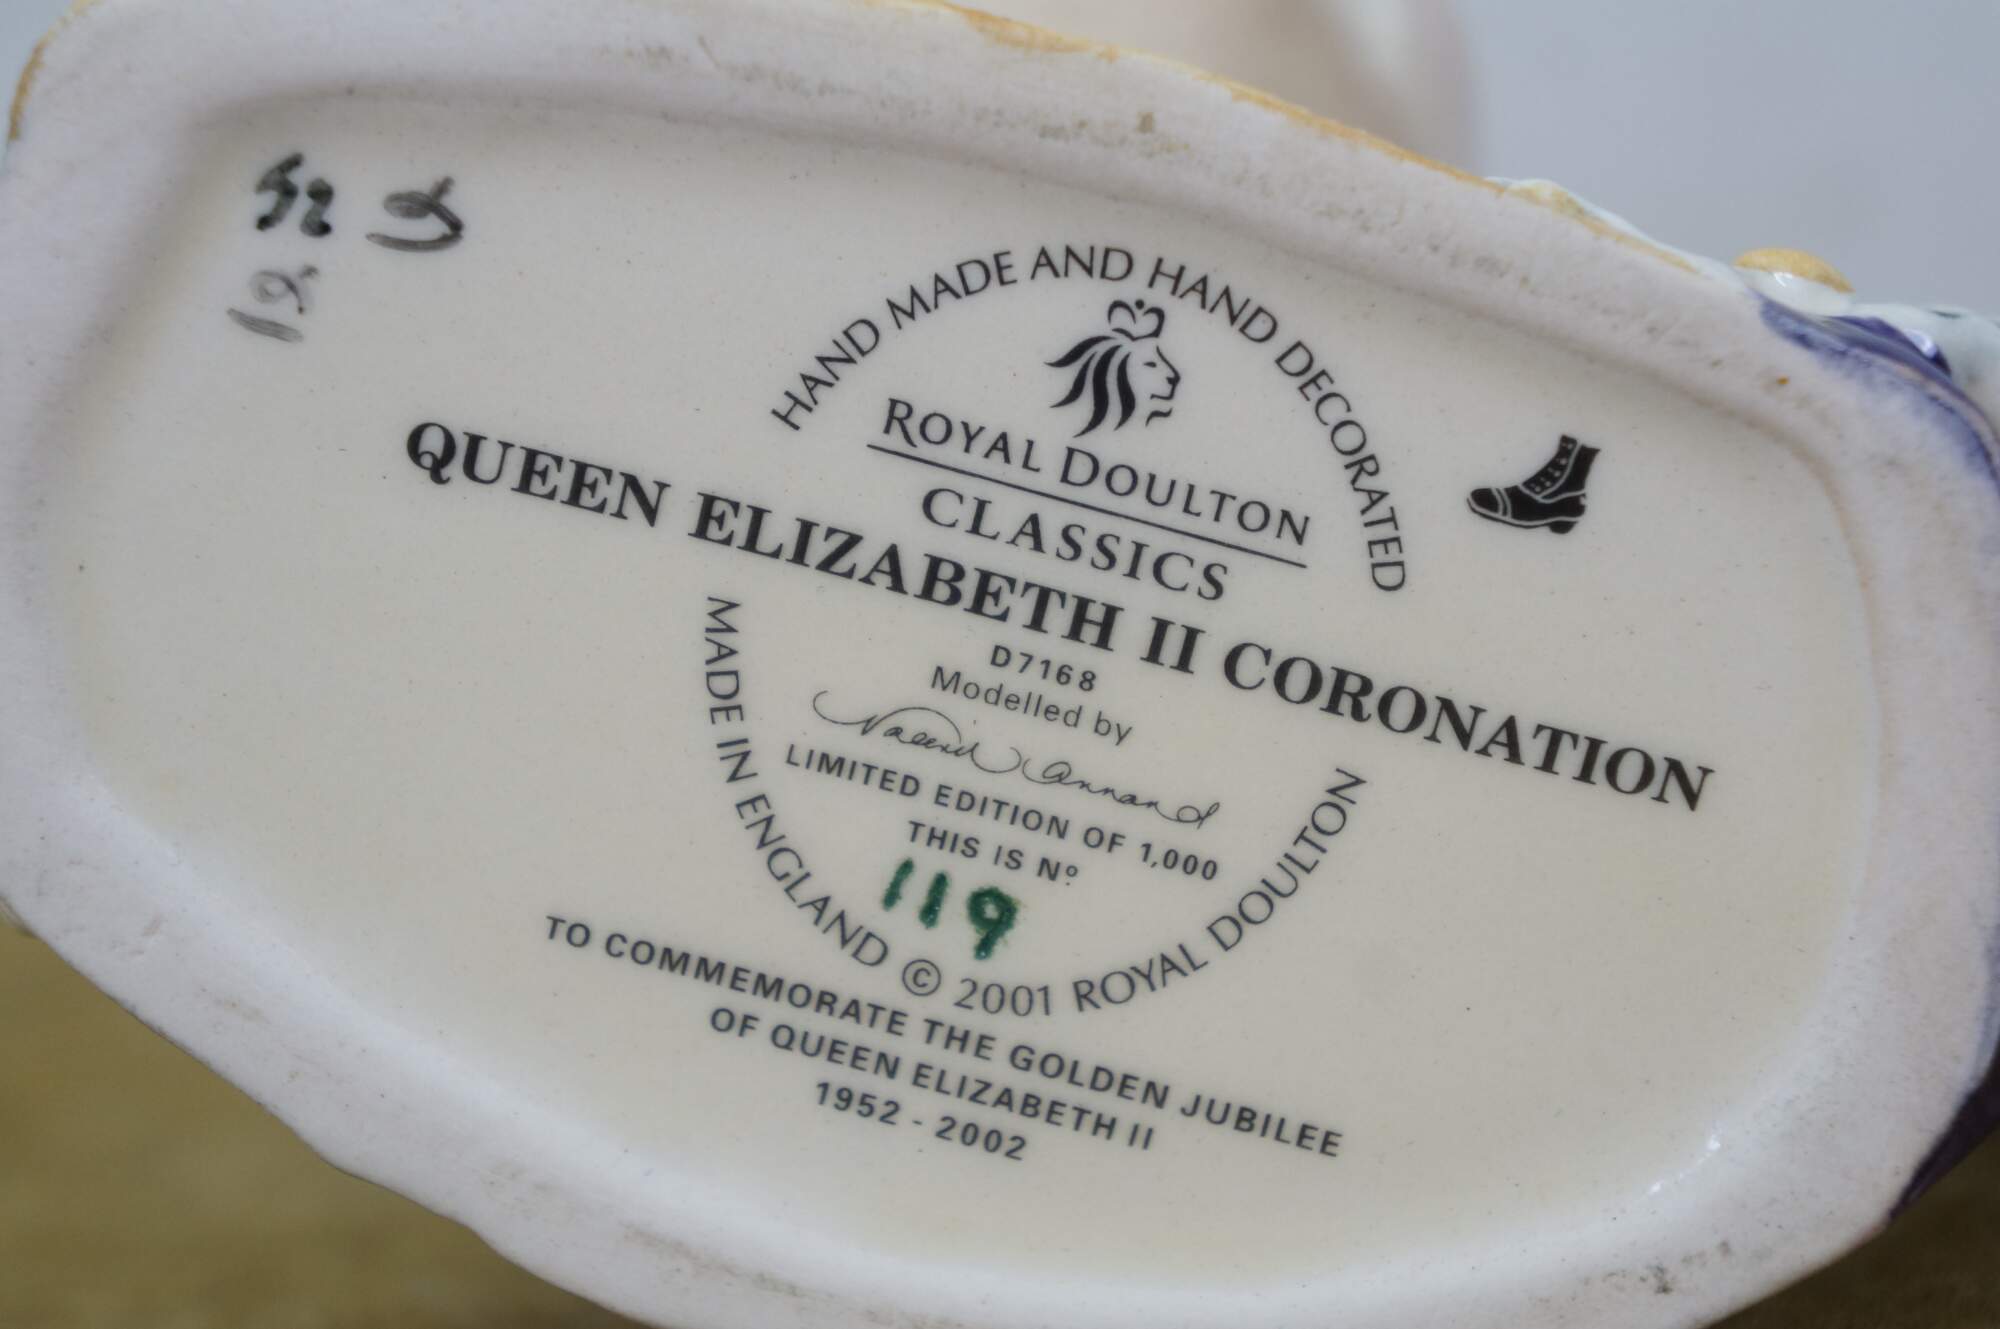 HAND MADE AND HAND DECORATED
ROYAL DOULTON
CLASSICS
QUEEN ELIZABETH II CORONATION
D7168
Modelled by
Valerie Annand
LIMITED EDITION OF 1,000
THIS IS Nº
119
MADE IN ENGLAND © 2001 ROYAL DOULTON
TO COMMEMORATE THE GOLDEN JUBILEE
OF QUEEN ELIZABETH II
1952 - 2002